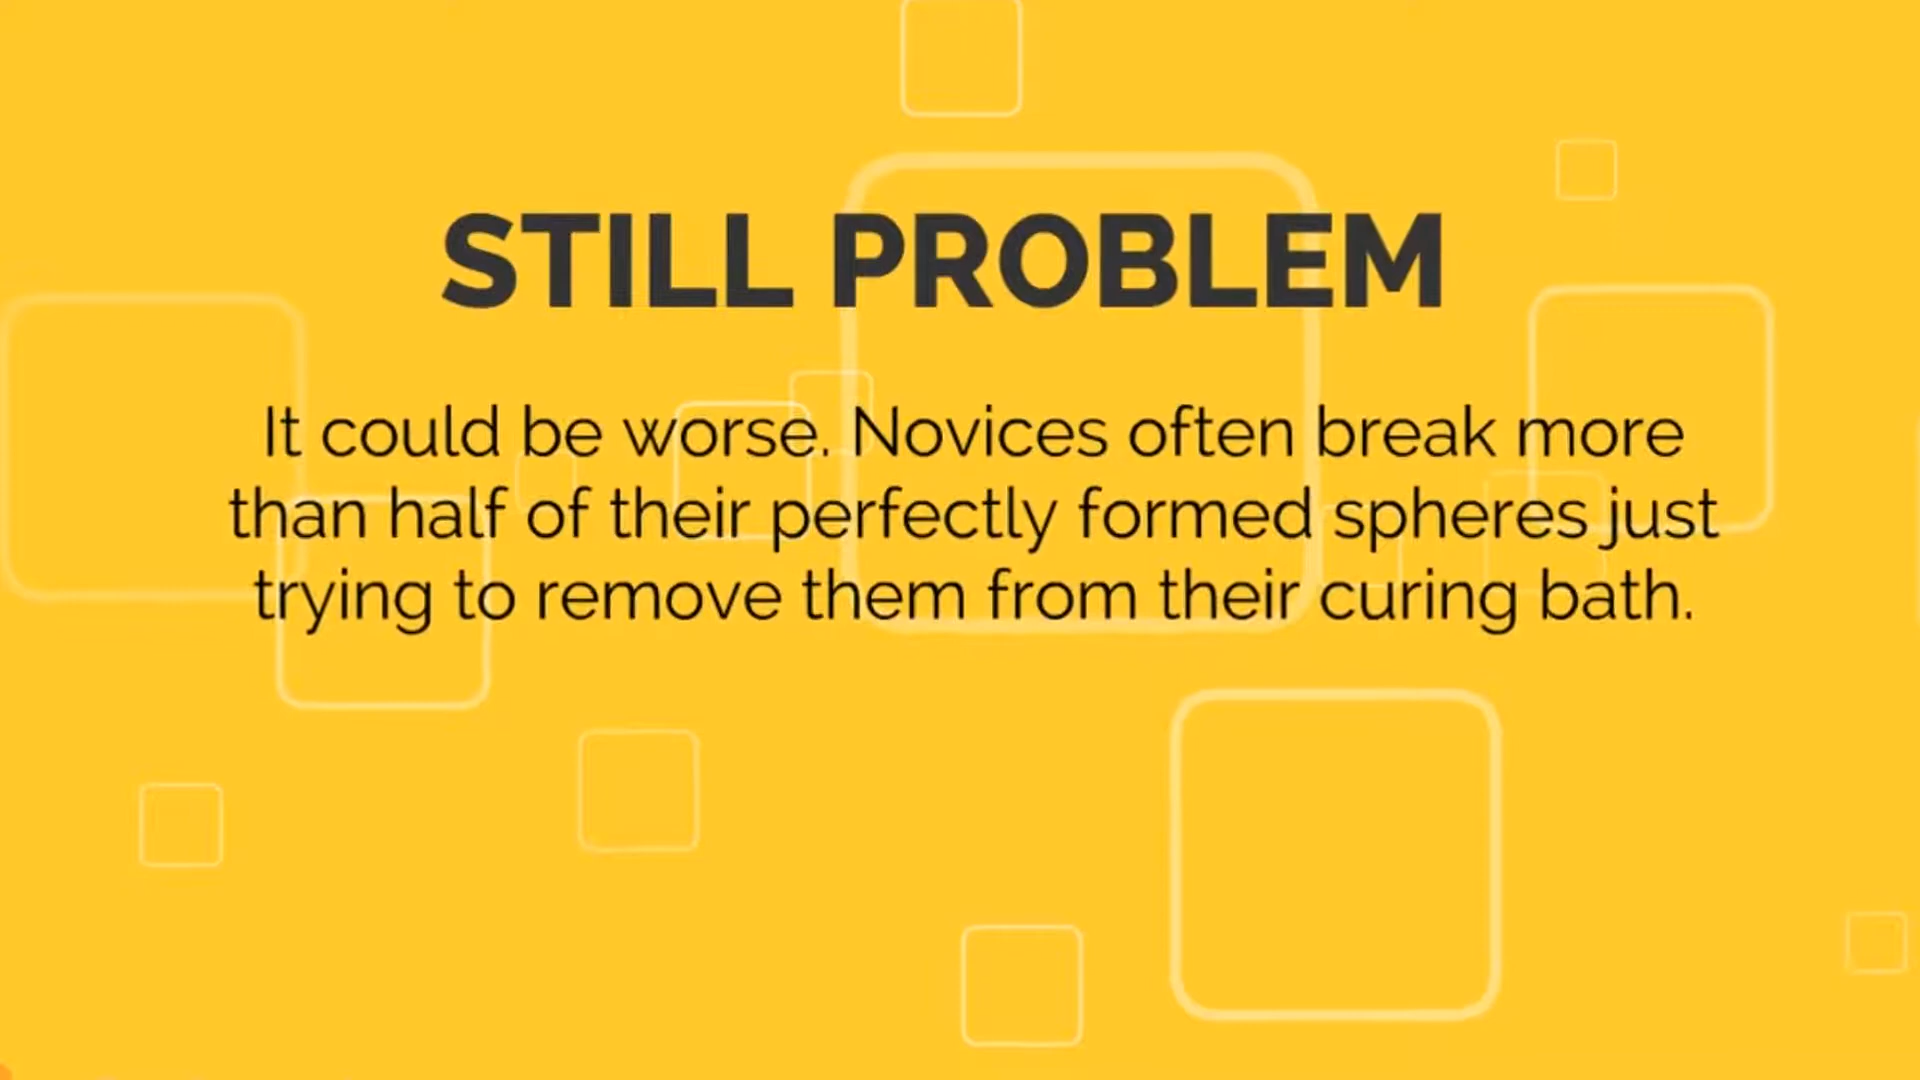 STILL PROBLEM
It could be worse. Novices often break more
than half of their perfectly formed spheres just
trying to remove them from their curing bath.